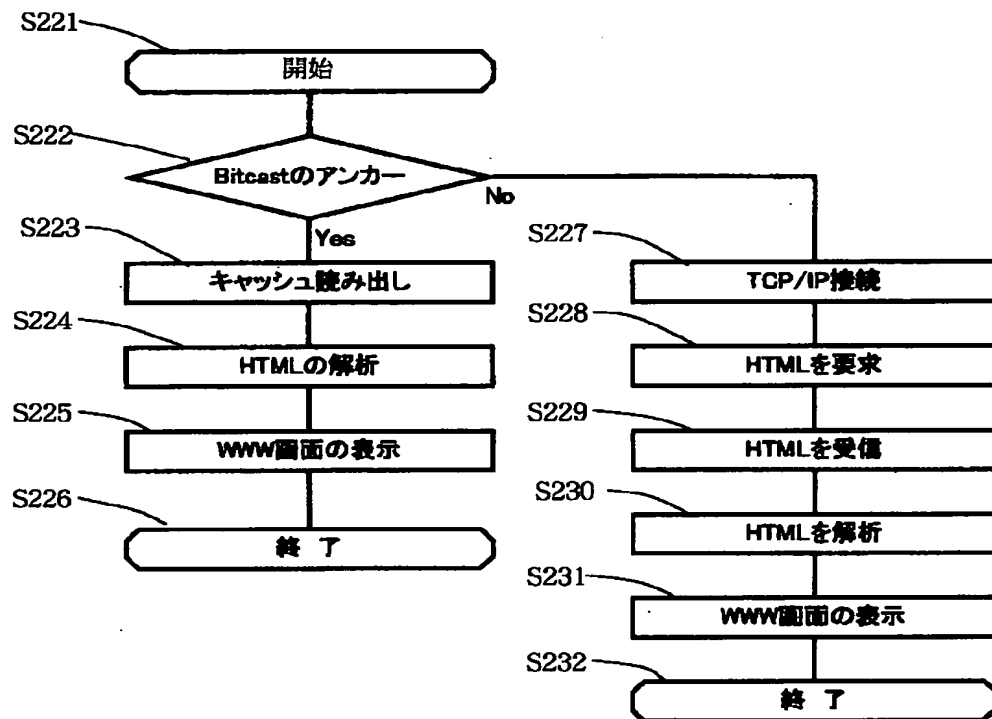 S221
開始
S222
Bitcastのアンカー
No
Yes
S223
キャッシュ読み出し
S224
HTMLの解析
S225
WWW画面の表示
S226
終 了
S227
TCP/IP接続
S228
HTMLを要求
S229
HTMLを受信
S230
HTMLを解析
S231
WWW画面の表示
S232
終 了